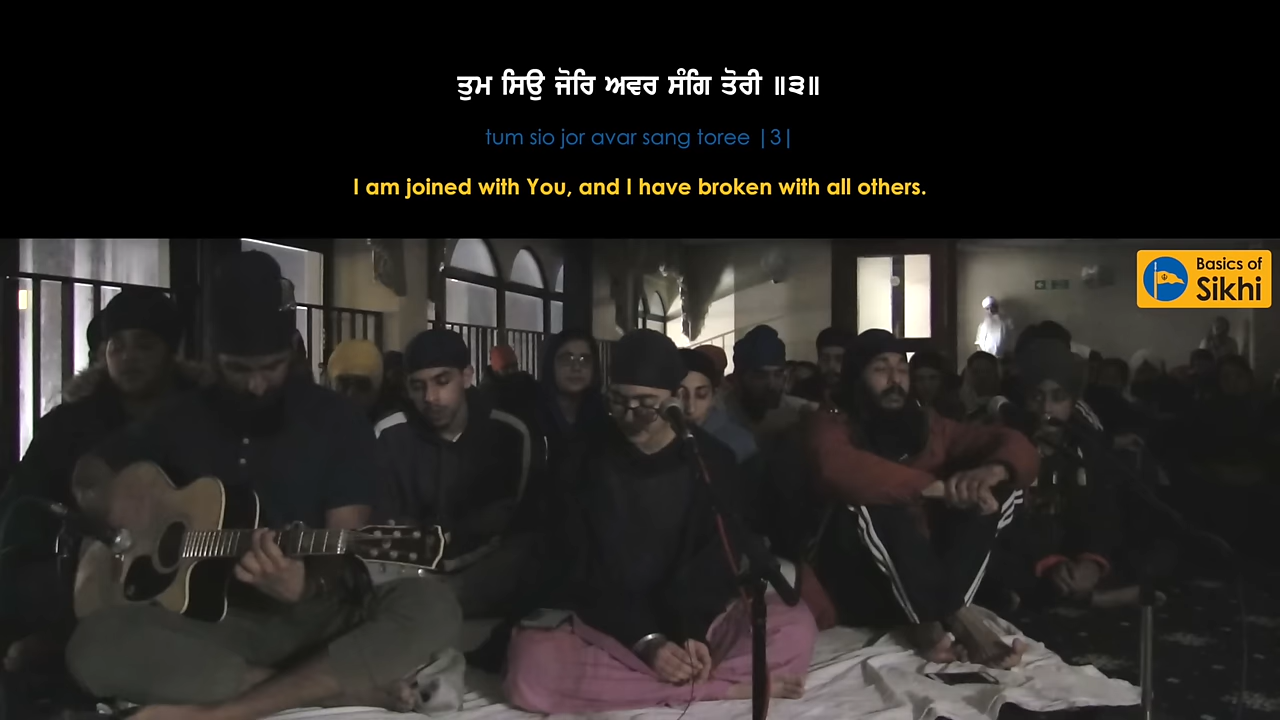 ਤੁਮ ਸਿਉ ਜੋਰਿ ਅਵਰ ਸੰਗਿ ਤੋਰੀ ॥੩॥
tum sio jor avar sang toree |3|
I am joined with You, and I have broken with all others.
Basics of
Sikhi